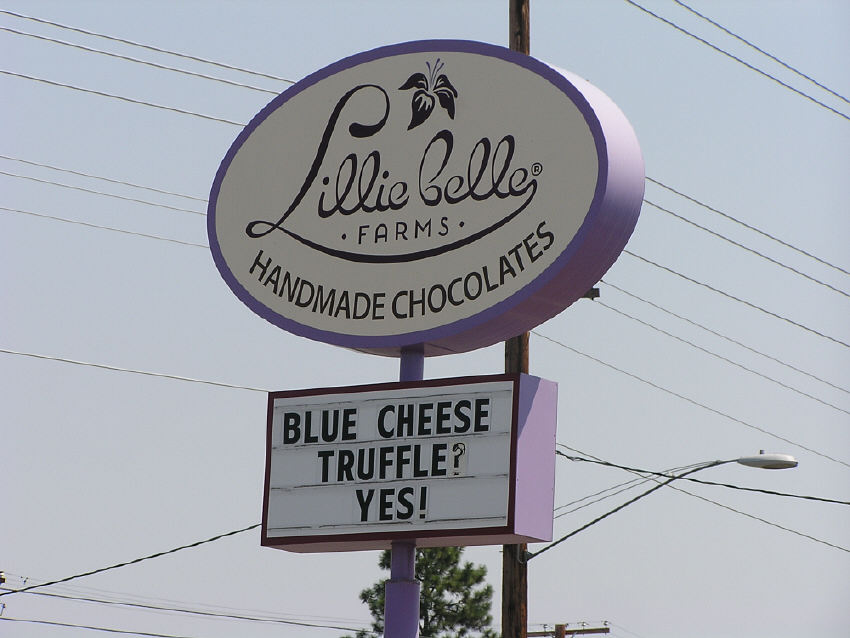 Lillie belle®
· FARMS ·
HANDMADE CHOCOLATES
BLUE CHEESE
TRUFFLE?
YES!